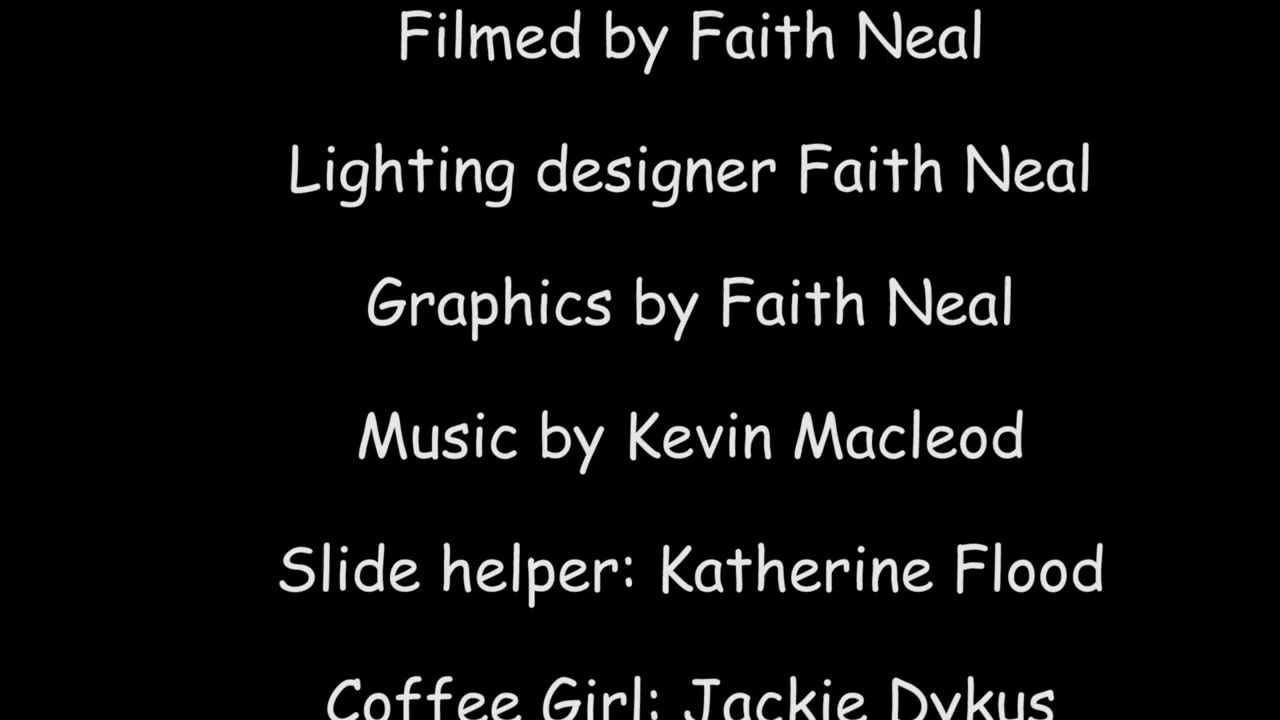 Filmed by Faith Neal
Lighting designer Faith Neal
Graphics by Faith Neal
Music by Kevin Macleod
Slide helper: Katherine Flood
Coffee Girl: Jackie Dykus